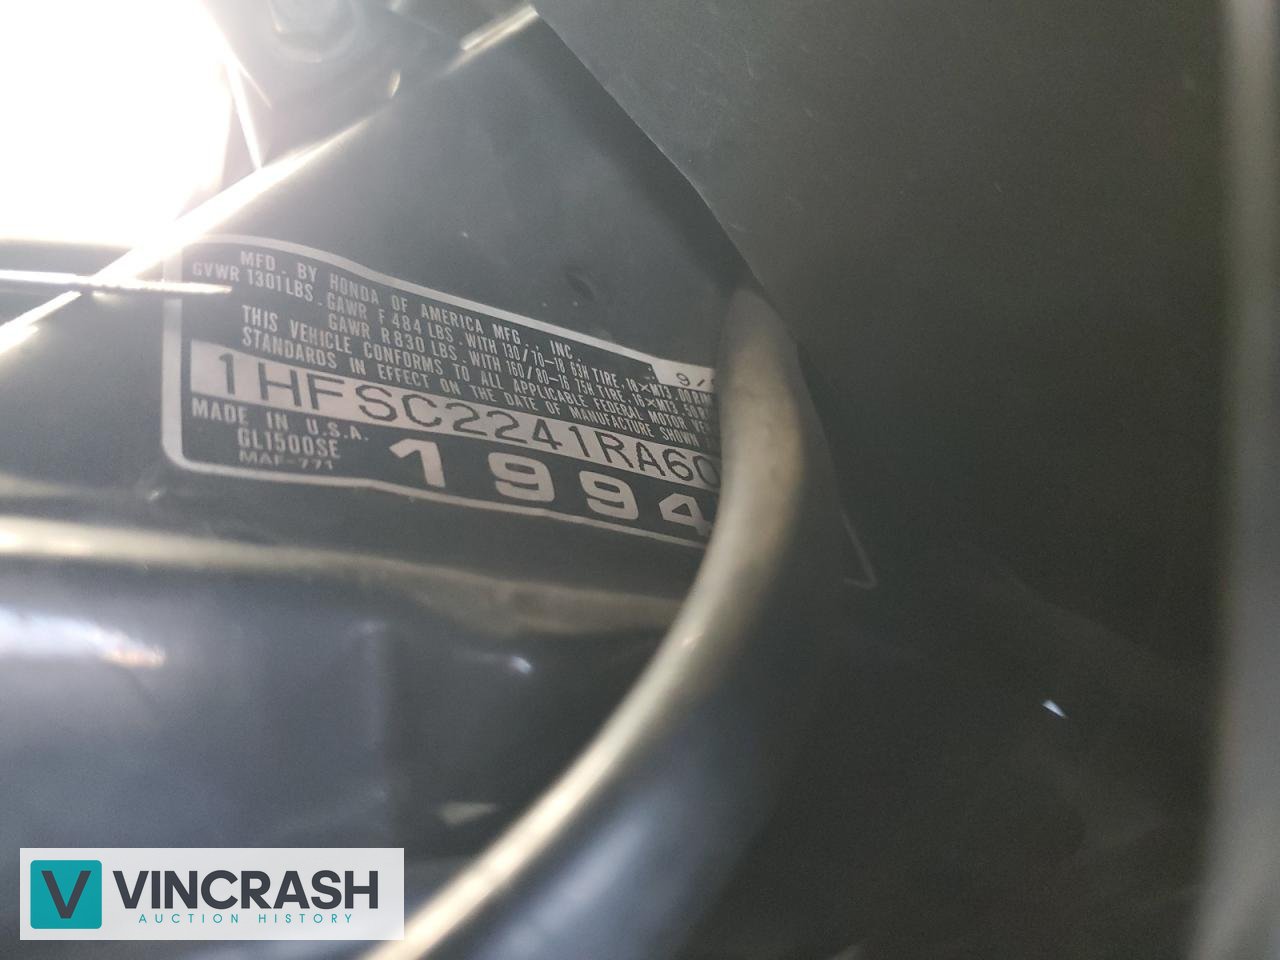 MFD. BY HONDA OF AMERICA MFG., INC. 9/
GVWR 1301LBS. GAWR F 484 LBS. WITH 130/70-18 63H TIRE, 18×MT3.00
GAWR R 830 LBS. WITH 160/80-16 75H TIRE, 16×MT3.50
THIS VEHICLE CONFORMS TO ALL APPLICABLE FEDERAL MOTOR
STANDARDS IN EFFECT ON THE DATE OF MANUFACTURE SHOWN
1HFSC2241RA60
MADE IN U.S.A.
GL1500SE
MAF-771
1994
VINCRASH
AUCTION HISTORY